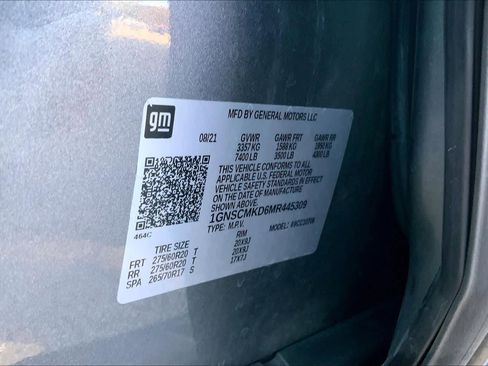 gm
MFD BY GENERAL MOTORS LLC
08/21 GVWR GAWR FRT GAWR RR
3357 KG 1588 KG 1950 KG
7400 LB 3500 LB 4300 LB
THIS VEHICLE CONFORMS TO ALL
APPLICABLE U.S. FEDERAL MOTOR
VEHICLE SAFETY STANDARDS IN
EFFECT ON THE DATE OF MANUFACTURE
SHOWN ABOVE.
1GNSCMKD6MR445309
TYPE: M.P.V. MODEL:
464C
TIRE SIZE RIM
FRT 275/60R20 T 20X9J
RR 275/60R20 T 20X9J
SPA 265/70R17 S 17X7J